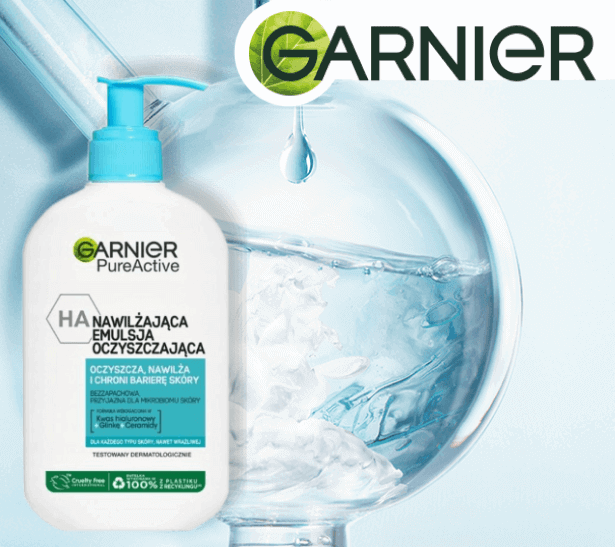 GARNIER
GARNIER
PureActive
HA
NAWILŻAJĄCA
EMULSJA
OCZYSZCZAJĄCA
OCZYSZCZA, NAWILŻA
I CHRONI BARIERĘ SKÓRY
BEZZAPACHOWA
PRZYJAZNA DLA MIKROBIOMU SKÓRY
Kwas hialuronowy
+ Glinka + Ceramidy
DLA KAŻDEGO TYPU SKÓRY, NAWET WRAŻLIWEJ
TESTOWANY DERMATOLOGICZNIE
Cruelty Free
INTERNATIONAL
100% Z PLASTIKU
Z RECYKLINGU